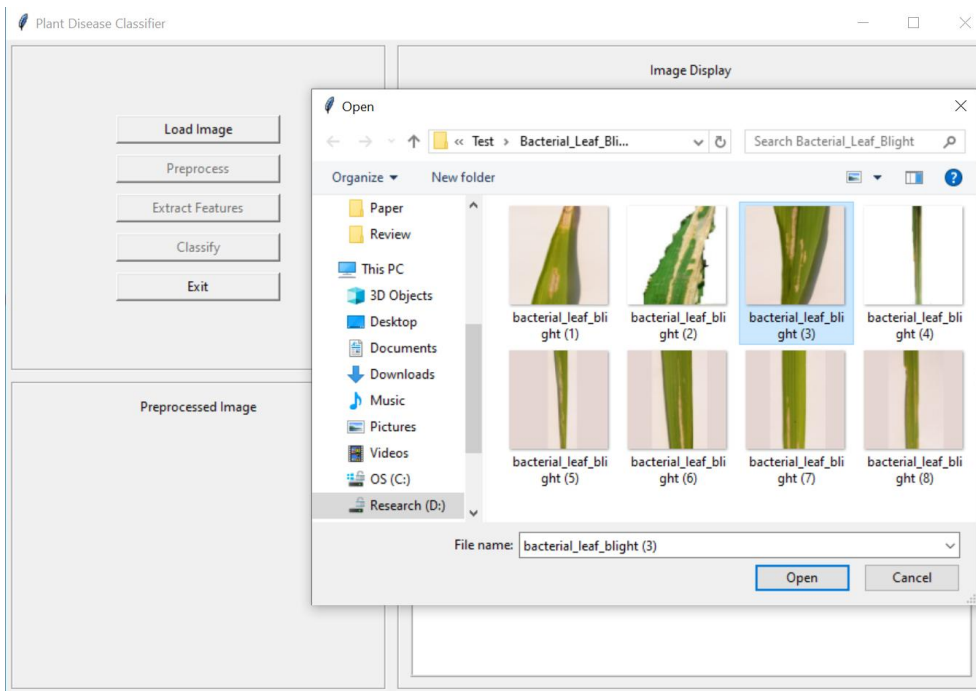 Plant Disease Classifier
Load Image
Preprocess
Extract Features
Classify
Exit
Image Display
Preprocessed Image
Open
« Test › Bacterial_Leaf_Bli...
Search Bacterial_Leaf_Blight
Organize
New folder
?
Paper
Review
This PC
3D Objects
Desktop
Documents
Downloads
Music
Pictures
Videos
OS (C:)
Research (D:)
bacterial_leaf_bli
ght (1)
bacterial_leaf_bli
ght (2)
bacterial_leaf_bli
ght (3)
bacterial_leaf_bli
ght (4)
bacterial_leaf_bli
ght (5)
bacterial_leaf_bli
ght (6)
bacterial_leaf_bli
ght (7)
bacterial_leaf_bli
ght (8)
File name: bacterial_leaf_blight (3)
Open
Cancel